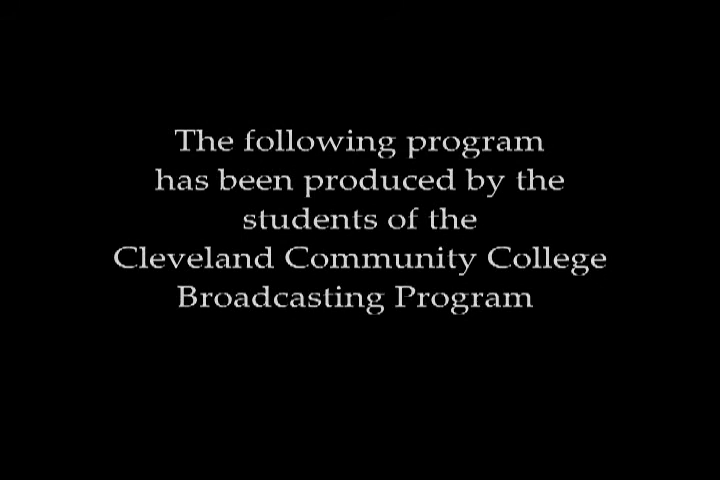 The following program
has been produced by the
students of the
Cleveland Community College
Broadcasting Program